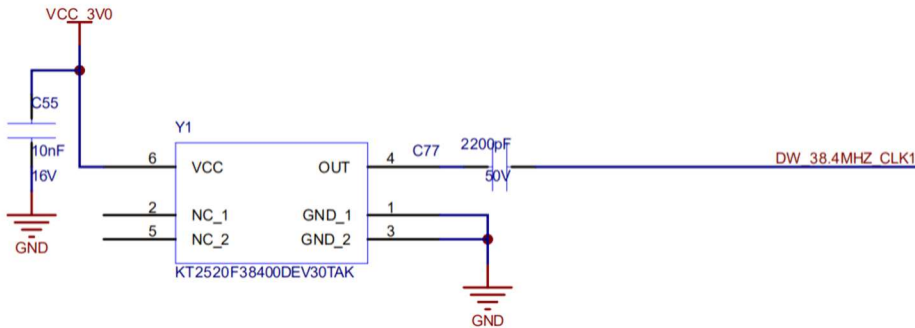 VCC_3V0
C55
10nF
16V
GND
Y1
6
VCC
2
NC_1
5
NC_2
OUT
4
GND_1
1
GND_2
3
KT2520F38400DEV30TAK
C77
2200pF
50V
DW_38.4MHZ_CLK1
GND